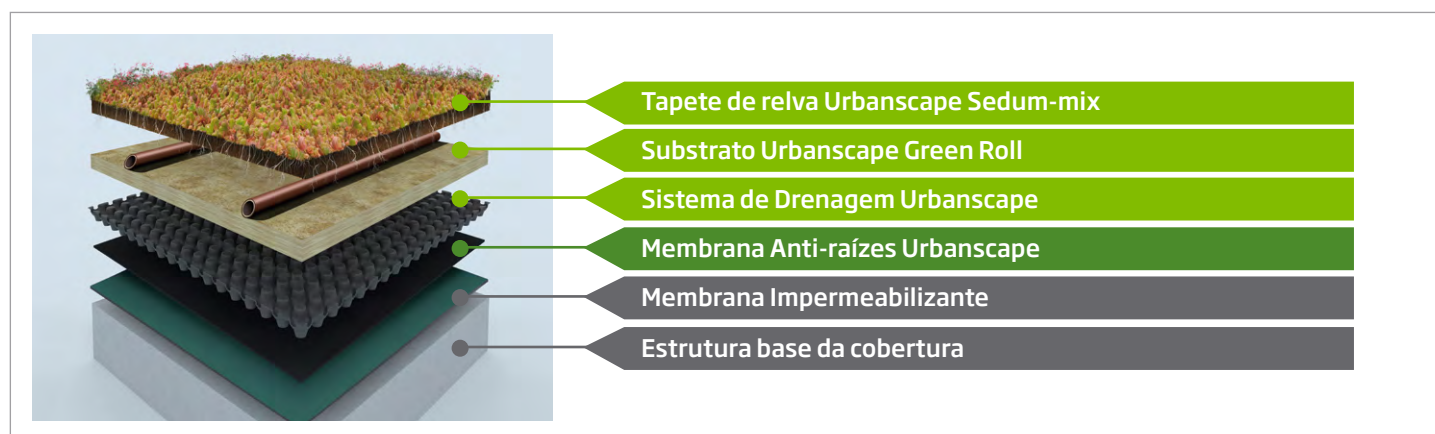 Tapete de relva Urbanscape Sedum-mix
Substrato Urbanscape Green Roll
Sistema de Drenagem Urbanscape
Membrana Anti-raízes Urbanscape
Membrana Impermeabilizante
Estrutura base da cobertura